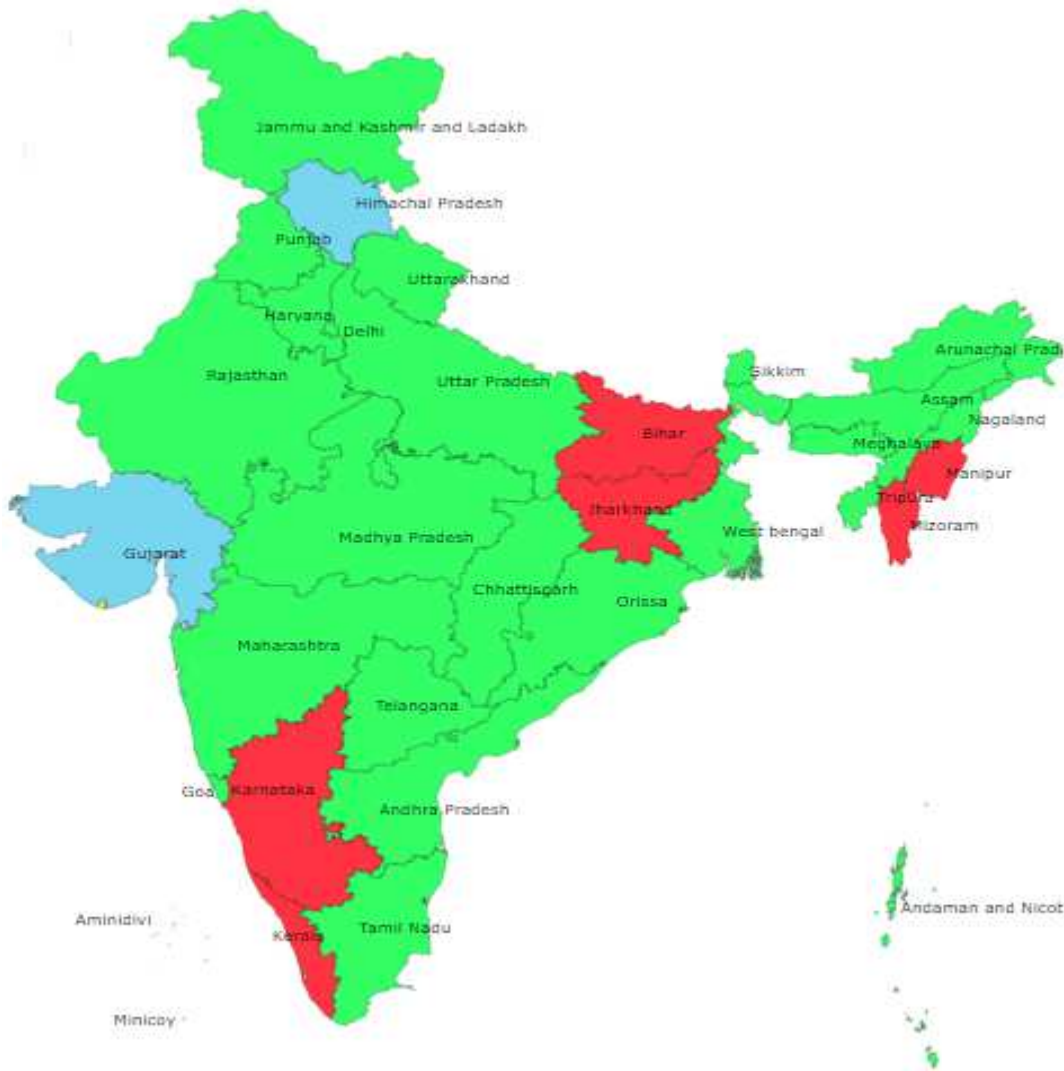 Jammu and Kashmir and Ladakh
Himachal Pradesh
Punjab
Uttarakhand
Haryana
Delhi
Rajasthan
Uttar Pradesh
Sikkim
Arunachal Prad
Assam
Nagaland
Bihar
Meghalaya
Manipur
Tripura
Jharkhand
Mizoram
West bengal
Madhya Pradesh
Gujarat
Chhattisgarh
Orissa
Maharashtra
Telangana
Goa
Karnataka
Andhra Pradesh
Andaman and Nicob
Aminidivi
Tamil Nadu
Kerala
Minicoy